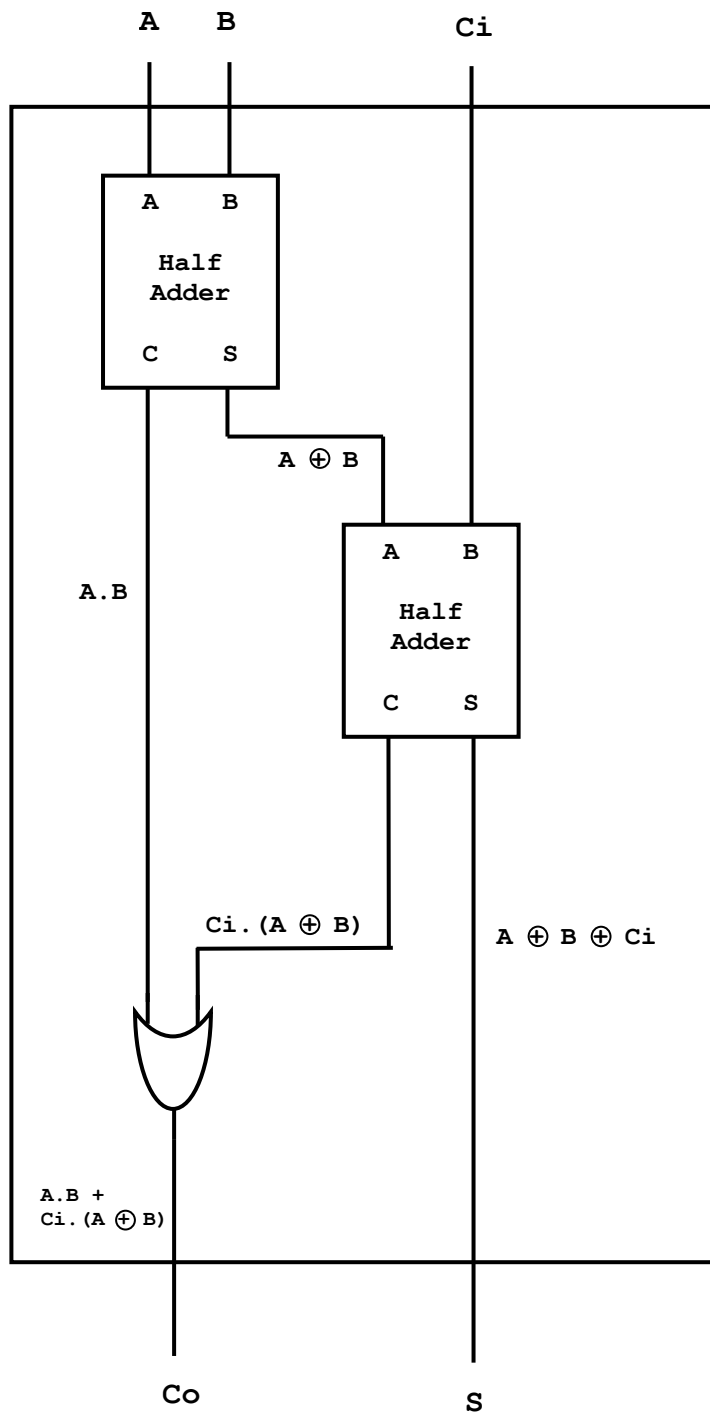 A B Ci
A B
Half
Adder
C S
A ⊕ B
A B
A.B
Half
Adder
C S
Ci.(A ⊕ B)
A ⊕ B ⊕ Ci
A.B +
Ci.(A ⊕ B)
Co
S